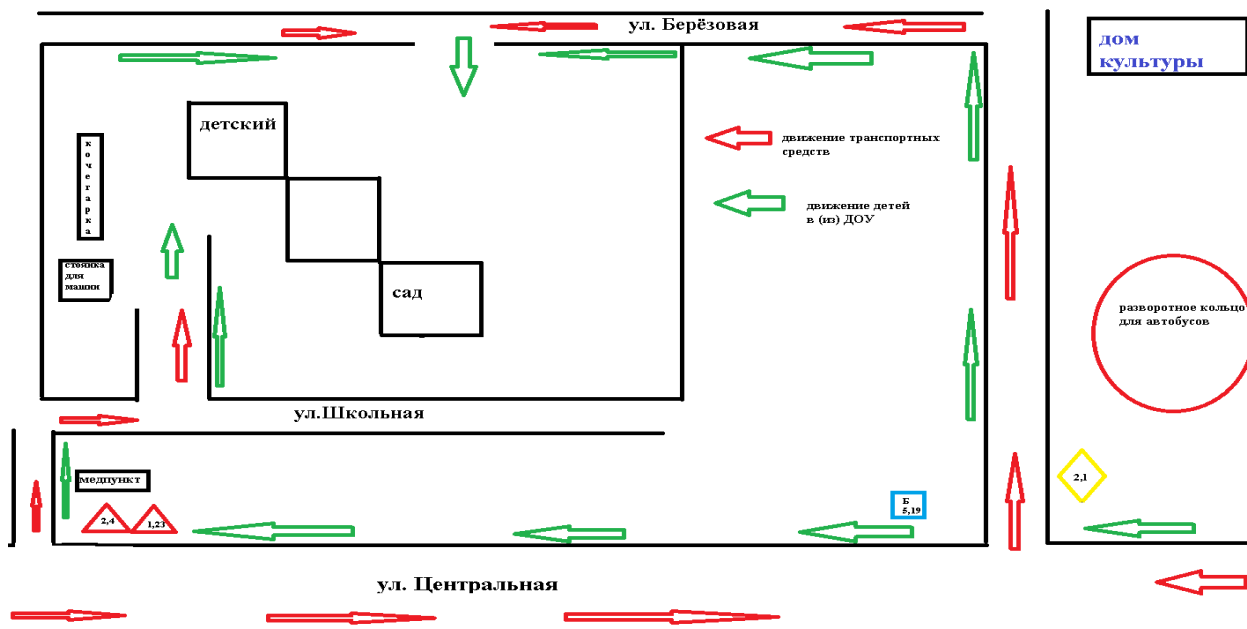 ул. Берёзовая
дом
культуры
детский
кочегарка
движение транспортных
средств
движение детей
в (из) ДОУ
стоянка
для
машин
сад
разворотное кольцо
для автобусов
ул.Школьная
медпункт
2,4
1,23
Б
5,19
2,1
ул. Центральная